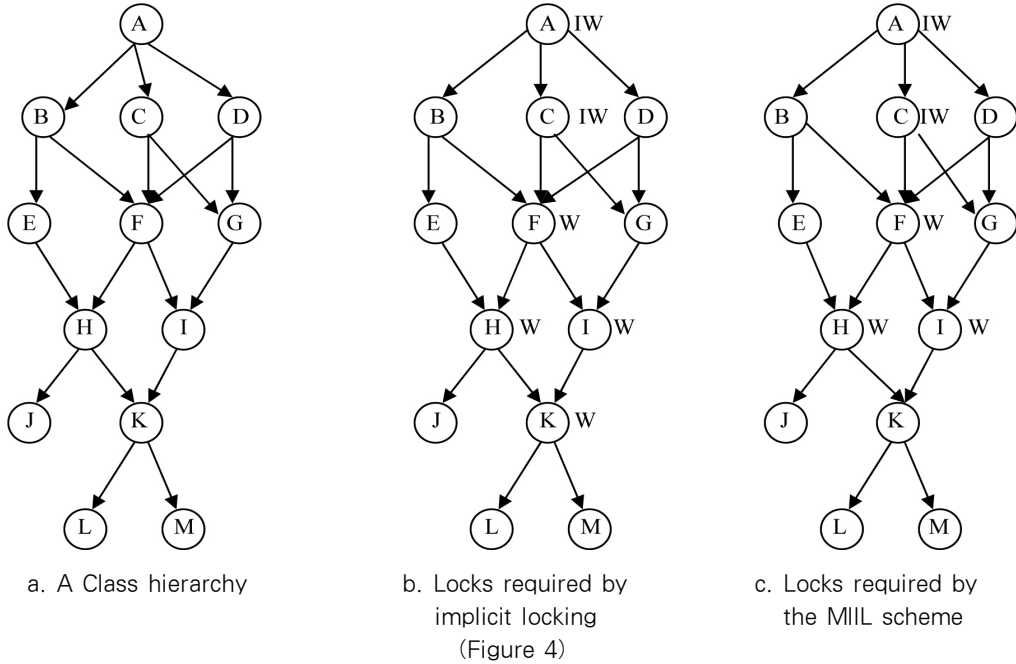 A
B C D
E F G
H I
J K
L M
a. A Class hierarchy
A IW
B C IW D
E F W G
H W I W
J K W
L M
b. Locks required by
implicit locking
(Figure 4)
A IW
B C IW D
E F W G
H W I W
J K
L M
c. Locks required by
the MIIL scheme